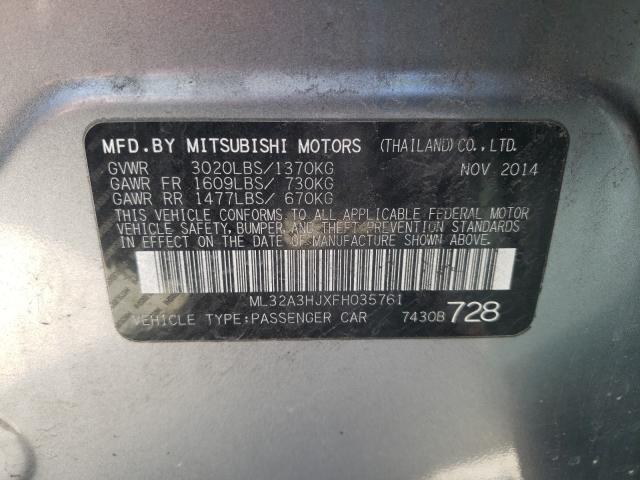 MFD.BY MITSUBISHI MOTORS (THAILAND)CO.,LTD.
GVWR 3020LBS/1370KG NOV 2014
GAWR FR 1609LBS/ 730KG
GAWR RR 1477LBS/ 670KG
THIS VEHICLE CONFORMS TO ALL APPLICABLE FEDERAL MOTOR
VEHICLE SAFETY, BUMPER AND THEFT PREVENTION STANDARDS
IN EFFECT ON THE DATE OF MANUFACTURE SHOWN ABOVE.
ML32A3HJXFH035761
VEHICLE TYPE:PASSENGER CAR 7430B 728